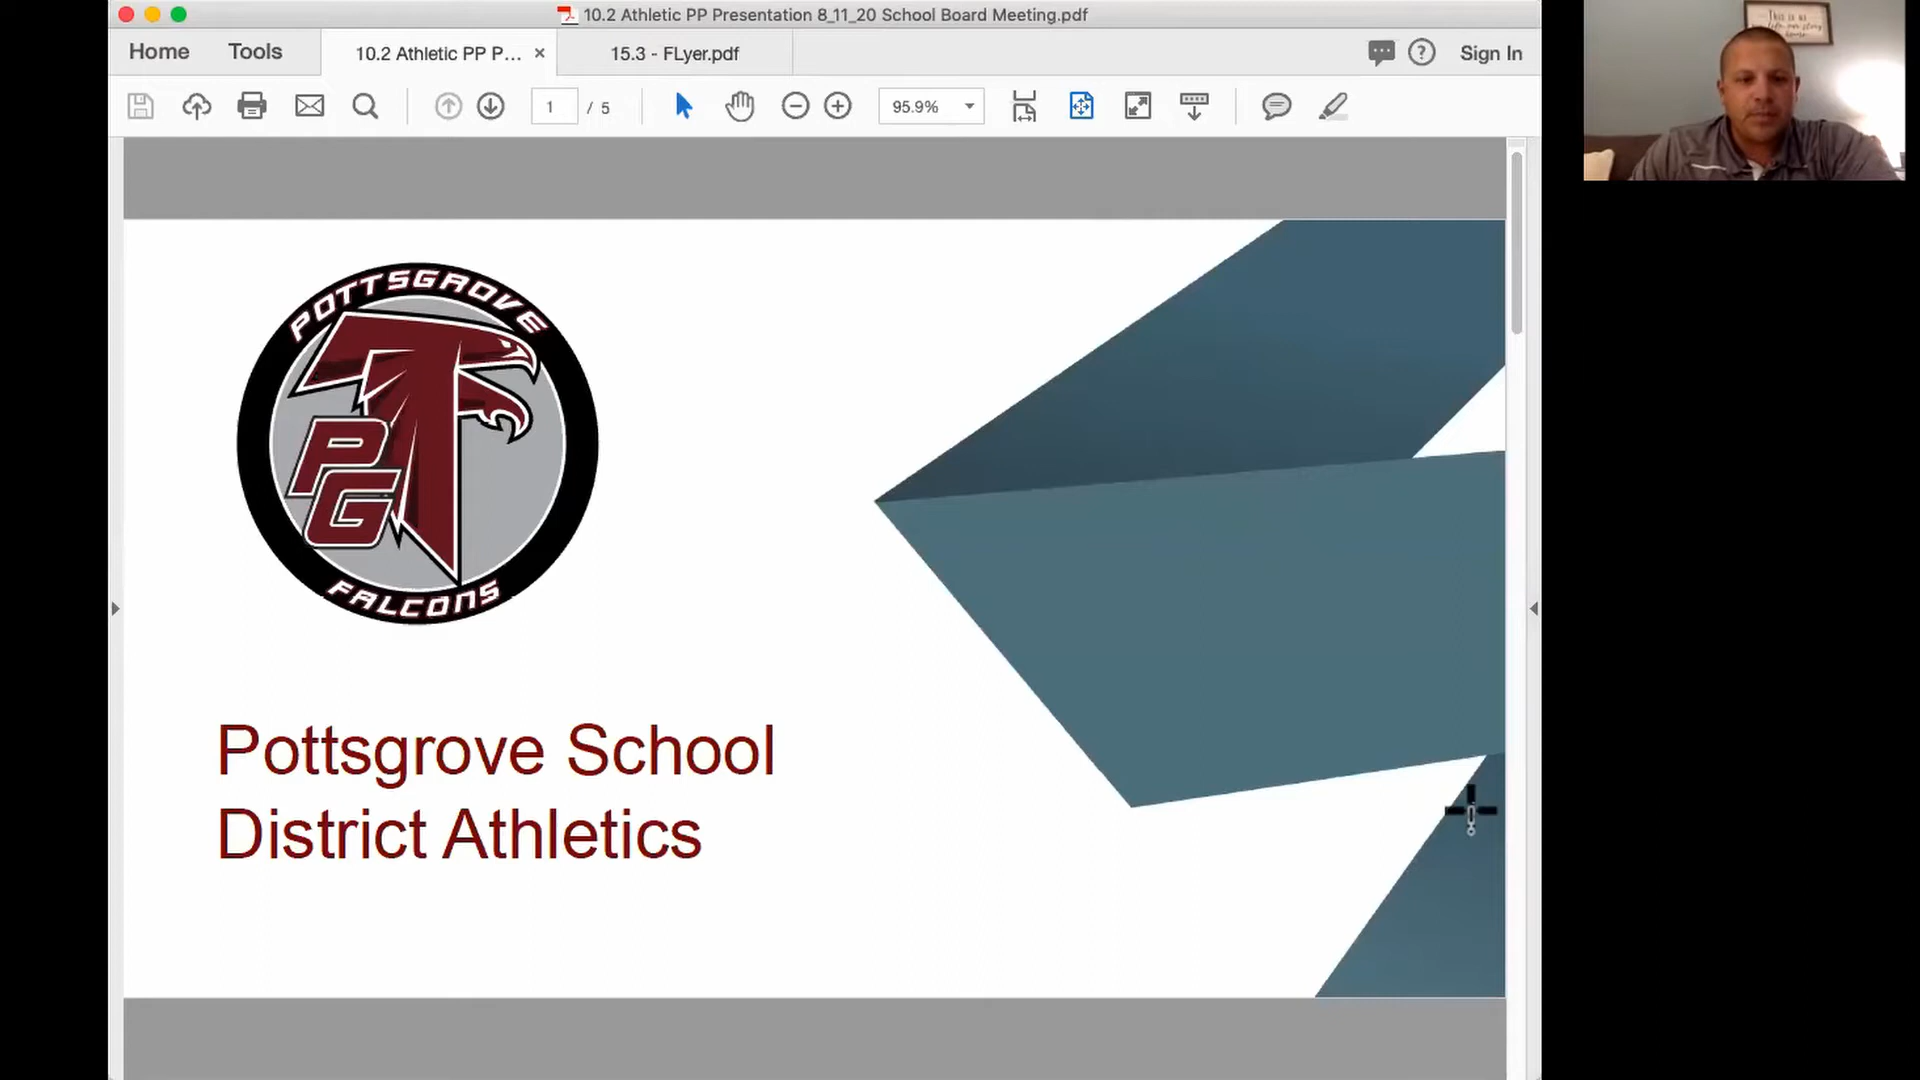 10.2 Athletic PP Presentation 8_11_20 School Board Meeting.pdf
Home
Tools
10.2 Athletic PP P...
15.3 - FLyer.pdf
Sign In
1
/ 5
95.9%
POTTSGROVE
PG
FALCONS
Pottsgrove School
District Athletics